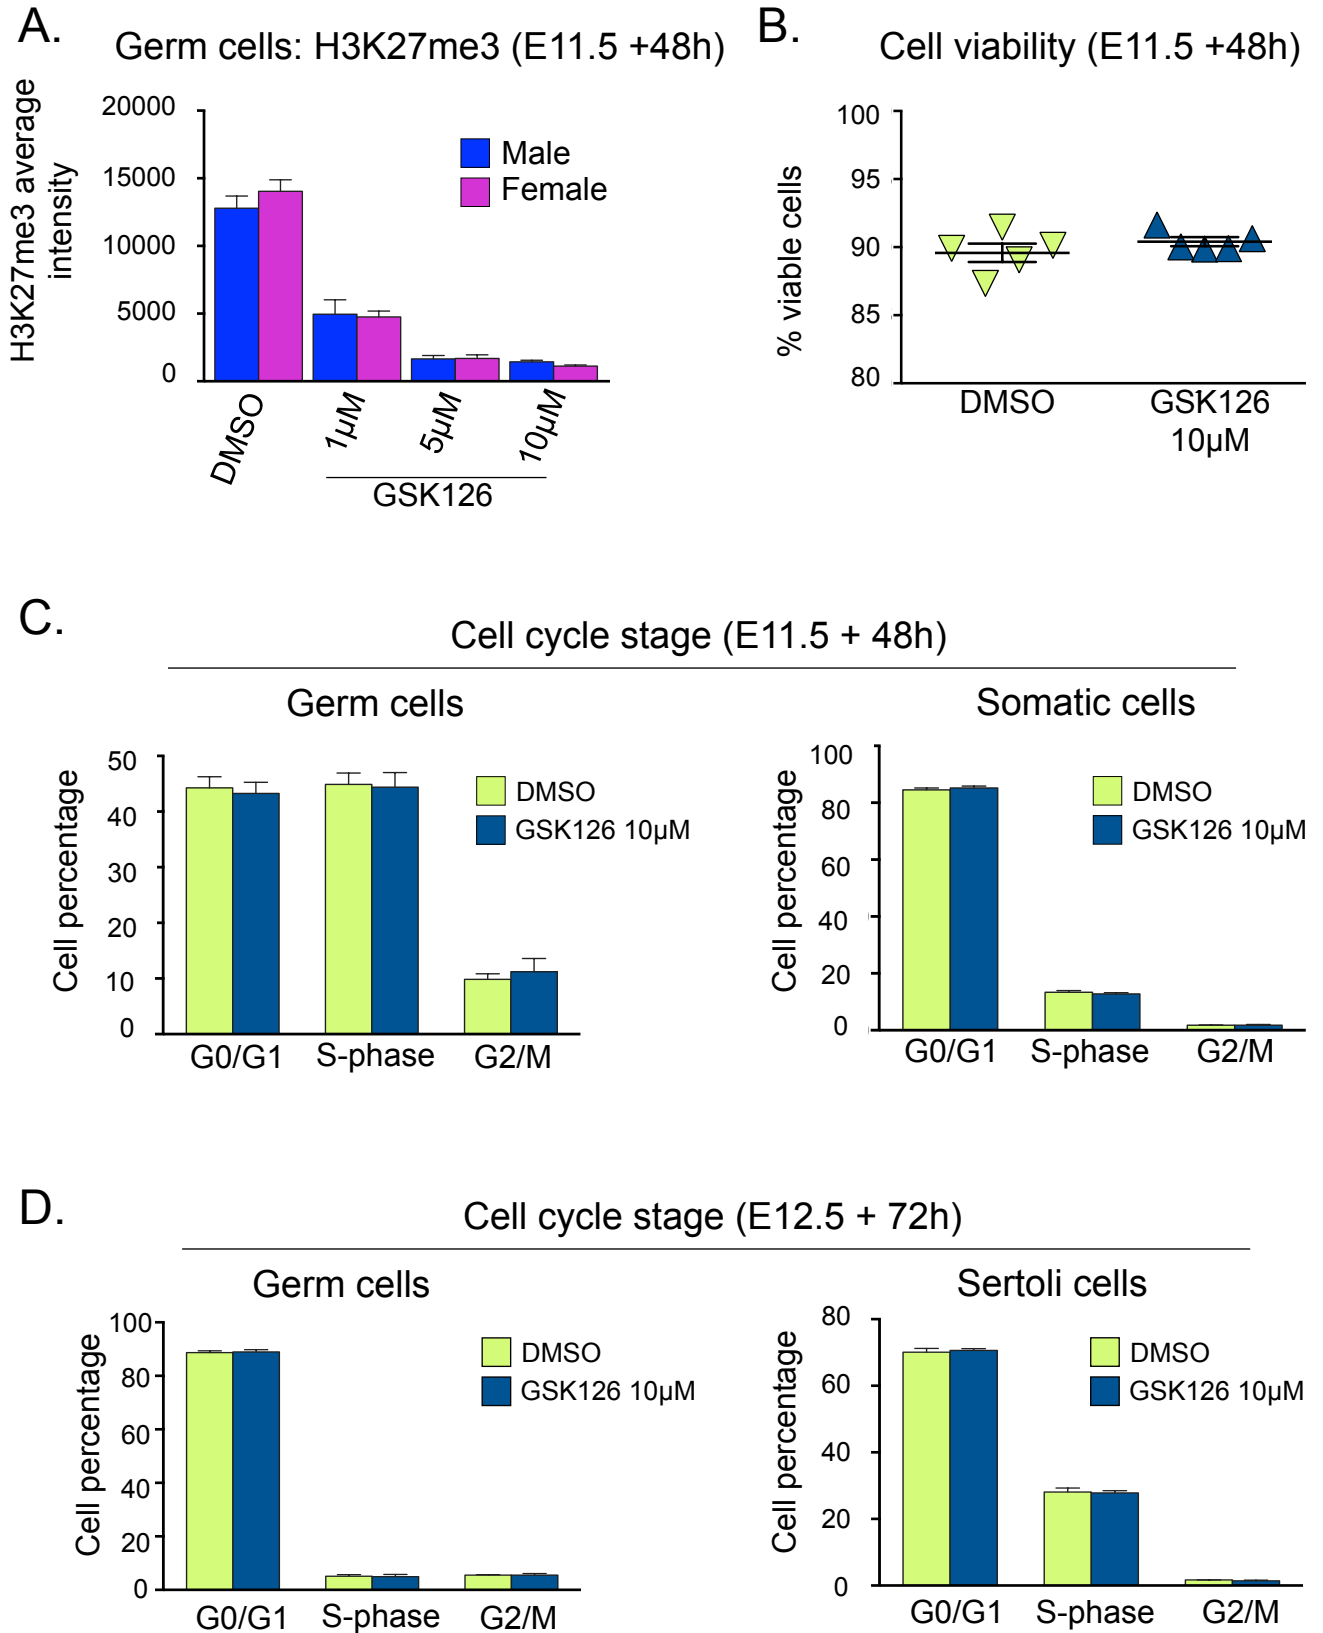 A.
Germ cells: H3K27me3 (E11.5 +48h)
H3K27me3 average
intensity
20000
15000
10000
5000
0
Male
Female
DMSO
1µM
5µM
10µM
GSK126
B.
Cell viability (E11.5 +48h)
% viable cells
100
95
90
85
80
DMSO
GSK126
10µM
C.
Cell cycle stage (E11.5 + 48h)
Germ cells
Cell percentage
50
40
30
20
10
0
DMSO
GSK126 10µM
G0/G1
S-phase
G2/M
Somatic cells
Cell percentage
100
80
60
40
20
0
DMSO
GSK126 10µM
G0/G1
S-phase
G2/M
D.
Cell cycle stage (E12.5 + 72h)
Germ cells
Cell percentage
100
80
60
40
20
0
DMSO
GSK126 10µM
G0/G1
S-phase
G2/M
Sertoli cells
Cell percentage
80
60
40
20
0
DMSO
GSK126 10µM
G0/G1
S-phase
G2/M